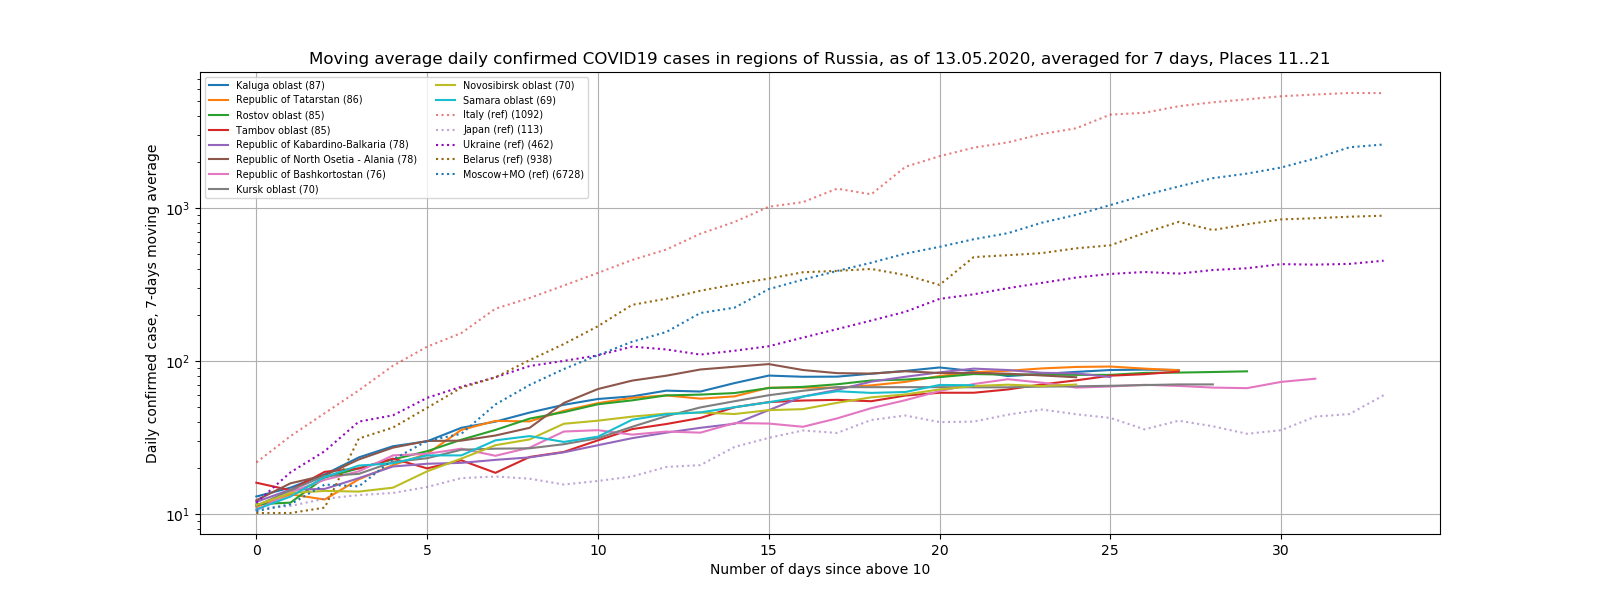 Moving average daily confirmed COVID19 cases in regions of Russia, as of 13.05.2020, averaged for 7 days, Places 11..21
Kaluga oblast (87)
Republic of Tatarstan (86)
Rostov oblast (85)
Tambov oblast (85)
Republic of Kabardino-Balkaria (78)
Republic of North Osetia - Alania (78)
Republic of Bashkortostan (76)
Kursk oblast (70)
Novosibirsk oblast (70)
Samara oblast (69)
Italy (ref) (1092)
Japan (ref) (113)
Ukraine (ref) (462)
Belarus (ref) (938)
Moscow+MO (ref) (6728)
Daily confirmed case, 7-days moving average
10³
10²
10¹
0 5 10 15 20 25 30
Number of days since above 10